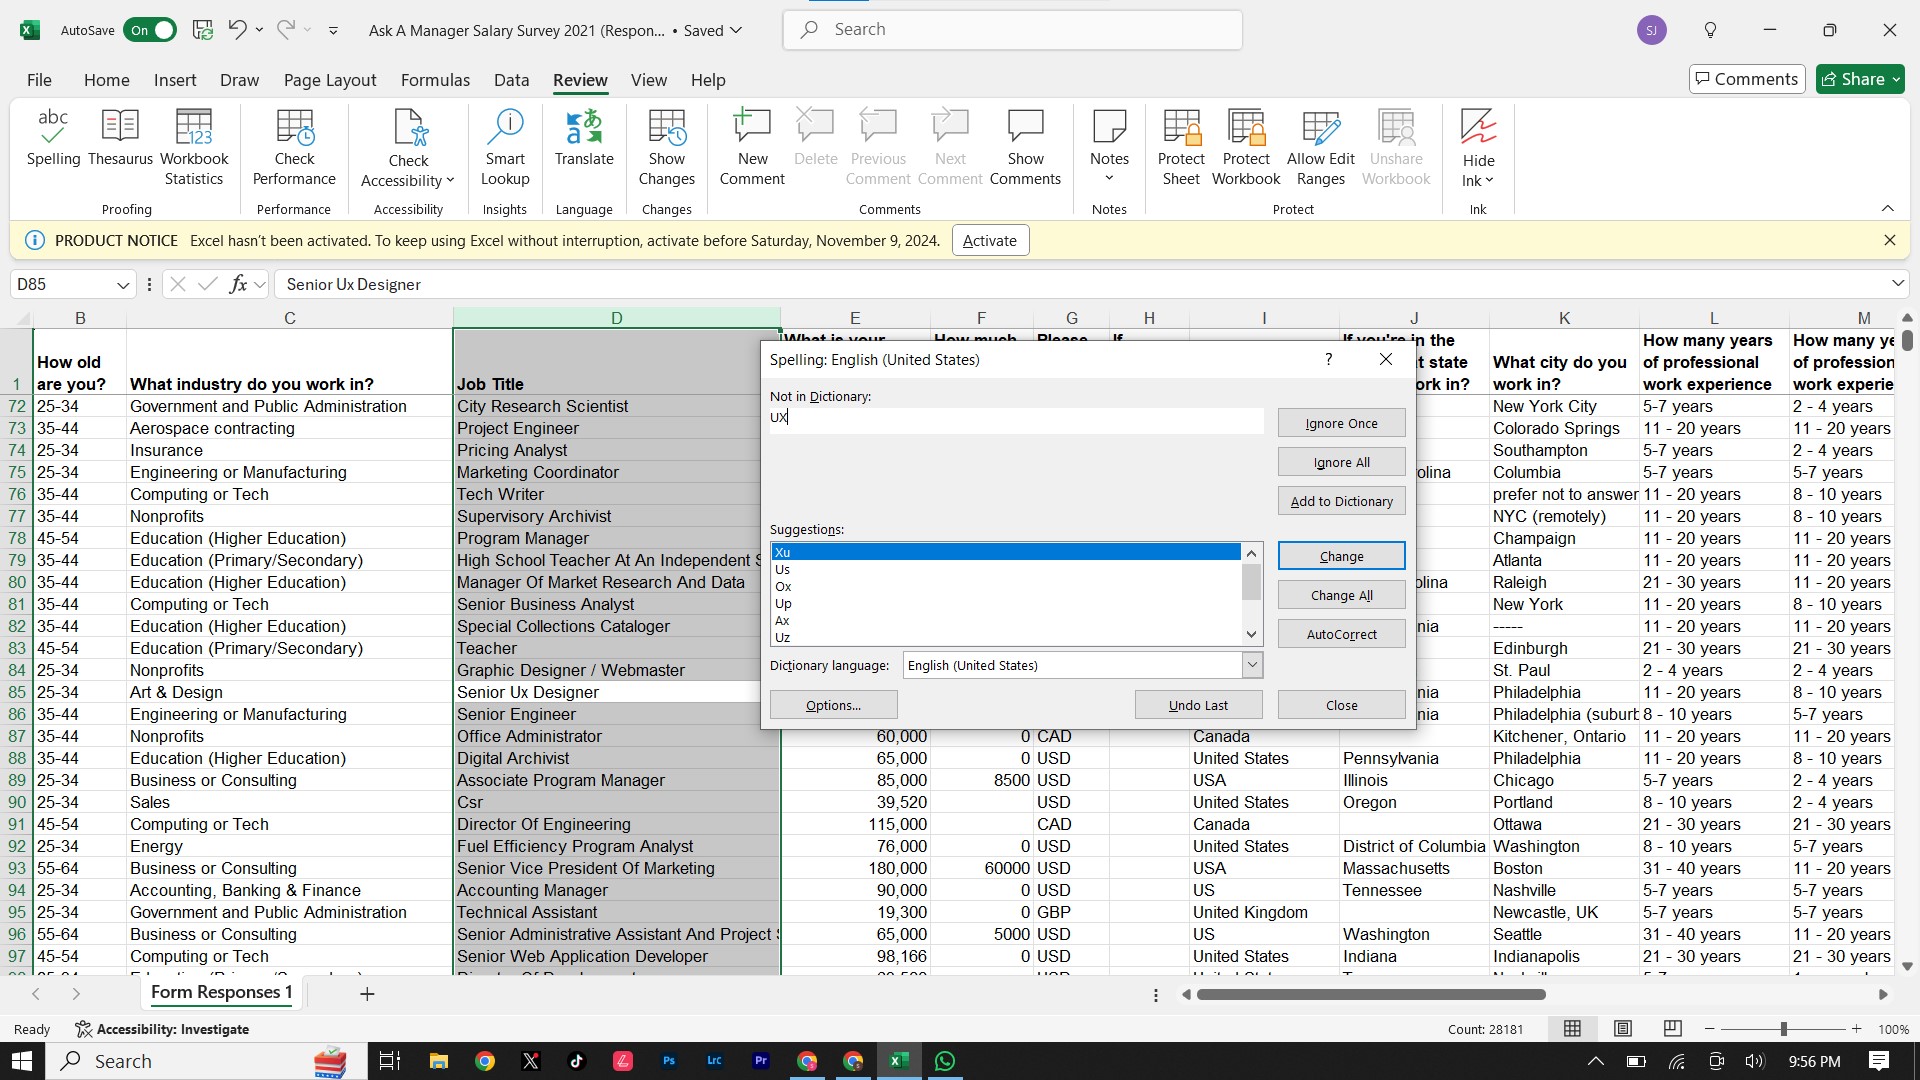 AutoSave On Ask A Manager Salary Survey 2021 (Respon... • Saved Search SJ
File Home Insert Draw Page Layout Formulas Data Review View Help Comments Share
abc 123
Spelling Thesaurus Workbook Statistics Check Performance Check Accessibility Smart Lookup Translate Show Changes New Comment Delete Previous Comment Next Comment Show Comments Notes Protect Sheet Protect Workbook Allow Edit Ranges Unshare Workbook Hide Ink
Proofing Performance Accessibility Insights Language Changes Comments Notes Protect Ink
PRODUCT NOTICE Excel hasn't been activated. To keep using Excel without interruption, activate before Saturday, November 9, 2024. Activate
D85 fx Senior Ux Designer
B C D E F G H I J K L M
1 How old are you? What industry do you work in? Job Title What city do you work in? How many years of professional work experience
72 25-34 Government and Public Administration City Research Scientist New York City 5-7 years 2 - 4 years
73 35-44 Aerospace contracting Project Engineer Colorado Springs 11 - 20 years 11 - 20 years
74 25-34 Insurance Pricing Analyst Southampton 5-7 years 2 - 4 years
75 25-34 Engineering or Manufacturing Marketing Coordinator olina Columbia 5-7 years 5-7 years
76 35-44 Computing or Tech Tech Writer prefer not to answer 11 - 20 years 8 - 10 years
77 35-44 Nonprofits Supervisory Archivist NYC (remotely) 11 - 20 years 8 - 10 years
78 45-54 Education (Higher Education) Program Manager Champaign 11 - 20 years 11 - 20 years
79 35-44 Education (Primary/Secondary) High School Teacher At An Independent S Atlanta 11 - 20 years 11 - 20 years
80 35-44 Education (Higher Education) Manager Of Market Research And Data olina Raleigh 21 - 30 years 11 - 20 years
81 35-44 Computing or Tech Senior Business Analyst New York 11 - 20 years 8 - 10 years
82 35-44 Education (Higher Education) Special Collections Cataloger nia ----- 11 - 20 years 11 - 20 years
83 45-54 Education (Primary/Secondary) Teacher Edinburgh 21 - 30 years 21 - 30 years
84 25-34 Nonprofits Graphic Designer / Webmaster St. Paul 2 - 4 years 2 - 4 years
85 25-34 Art & Design Senior Ux Designer nia Philadelphia 11 - 20 years 8 - 10 years
86 35-44 Engineering or Manufacturing Senior Engineer nia Philadelphia (suburb 8 - 10 years 5-7 years
87 35-44 Nonprofits Office Administrator 60,000 0 CAD Canada Kitchener, Ontario 11 - 20 years 11 - 20 years
88 35-44 Education (Higher Education) Digital Archivist 65,000 0 USD United States Pennsylvania Philadelphia 11 - 20 years 8 - 10 years
89 25-34 Business or Consulting Associate Program Manager 85,000 8500 USD USA Illinois Chicago 5-7 years 2 - 4 years
90 25-34 Sales Csr 39,520 USD United States Oregon Portland 8 - 10 years 2 - 4 years
91 45-54 Computing or Tech Director Of Engineering 115,000 CAD Canada Ottawa 21 - 30 years 21 - 30 years
92 25-34 Energy Fuel Efficiency Program Analyst 76,000 0 USD United States District of Columbia Washington 8 - 10 years 5-7 years
93 55-64 Business or Consulting Senior Vice President Of Marketing 180,000 60000 USD USA Massachusetts Boston 31 - 40 years 11 - 20 years
94 25-34 Accounting, Banking & Finance Accounting Manager 90,000 0 USD US Tennessee Nashville 5-7 years 5-7 years
95 25-34 Government and Public Administration Technical Assistant 19,300 0 GBP United Kingdom Newcastle, UK 5-7 years 5-7 years
96 55-64 Business or Consulting Senior Administrative Assistant And Project S 65,000 5000 USD US Washington Seattle 31 - 40 years 11 - 20 years
97 45-54 Computing or Tech Senior Web Application Developer 98,166 0 USD United States Indiana Indianapolis 21 - 30 years 21 - 30 years
Spelling: English (United States) ?
Not in Dictionary:
UX
Ignore Once
Ignore All
Add to Dictionary
Suggestions:
Xu
Us
Ox
Up
Ax
Uz
Change
Change All
AutoCorrect
Dictionary language: English (United States)
Options... Undo Last Close
Form Responses 1
Ready Accessibility: Investigate Count: 28181 100%
Search Ps LrC Pr 9:56 PM